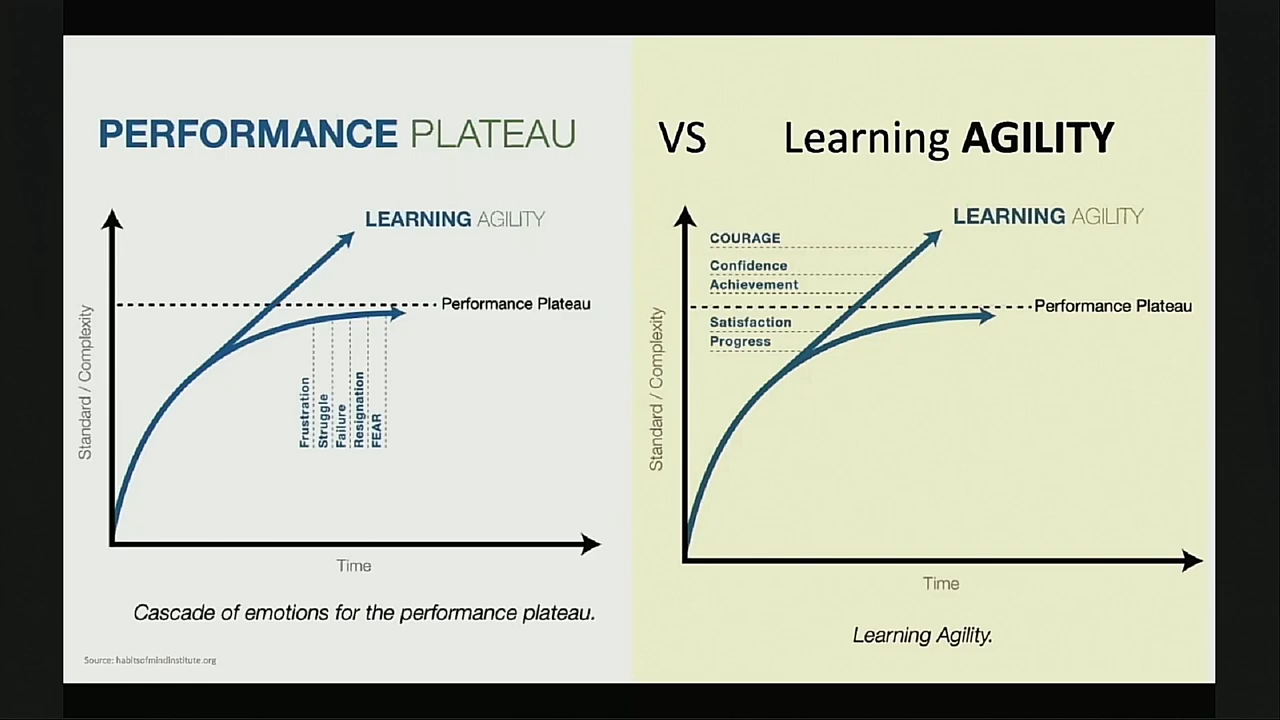 PERFORMANCE PLATEAU
LEARNING AGILITY
Performance Plateau
Standard / Complexity
Frustration
Struggle
Failure
Resignation
FEAR
Time
Cascade of emotions for the performance plateau.
Source: habitsofmindinstitute.org
VS Learning AGILITY
LEARNING AGILITY
COURAGE
Confidence
Achievement
Performance Plateau
Satisfaction
Progress
Standard / Complexity
Time
Learning Agility.